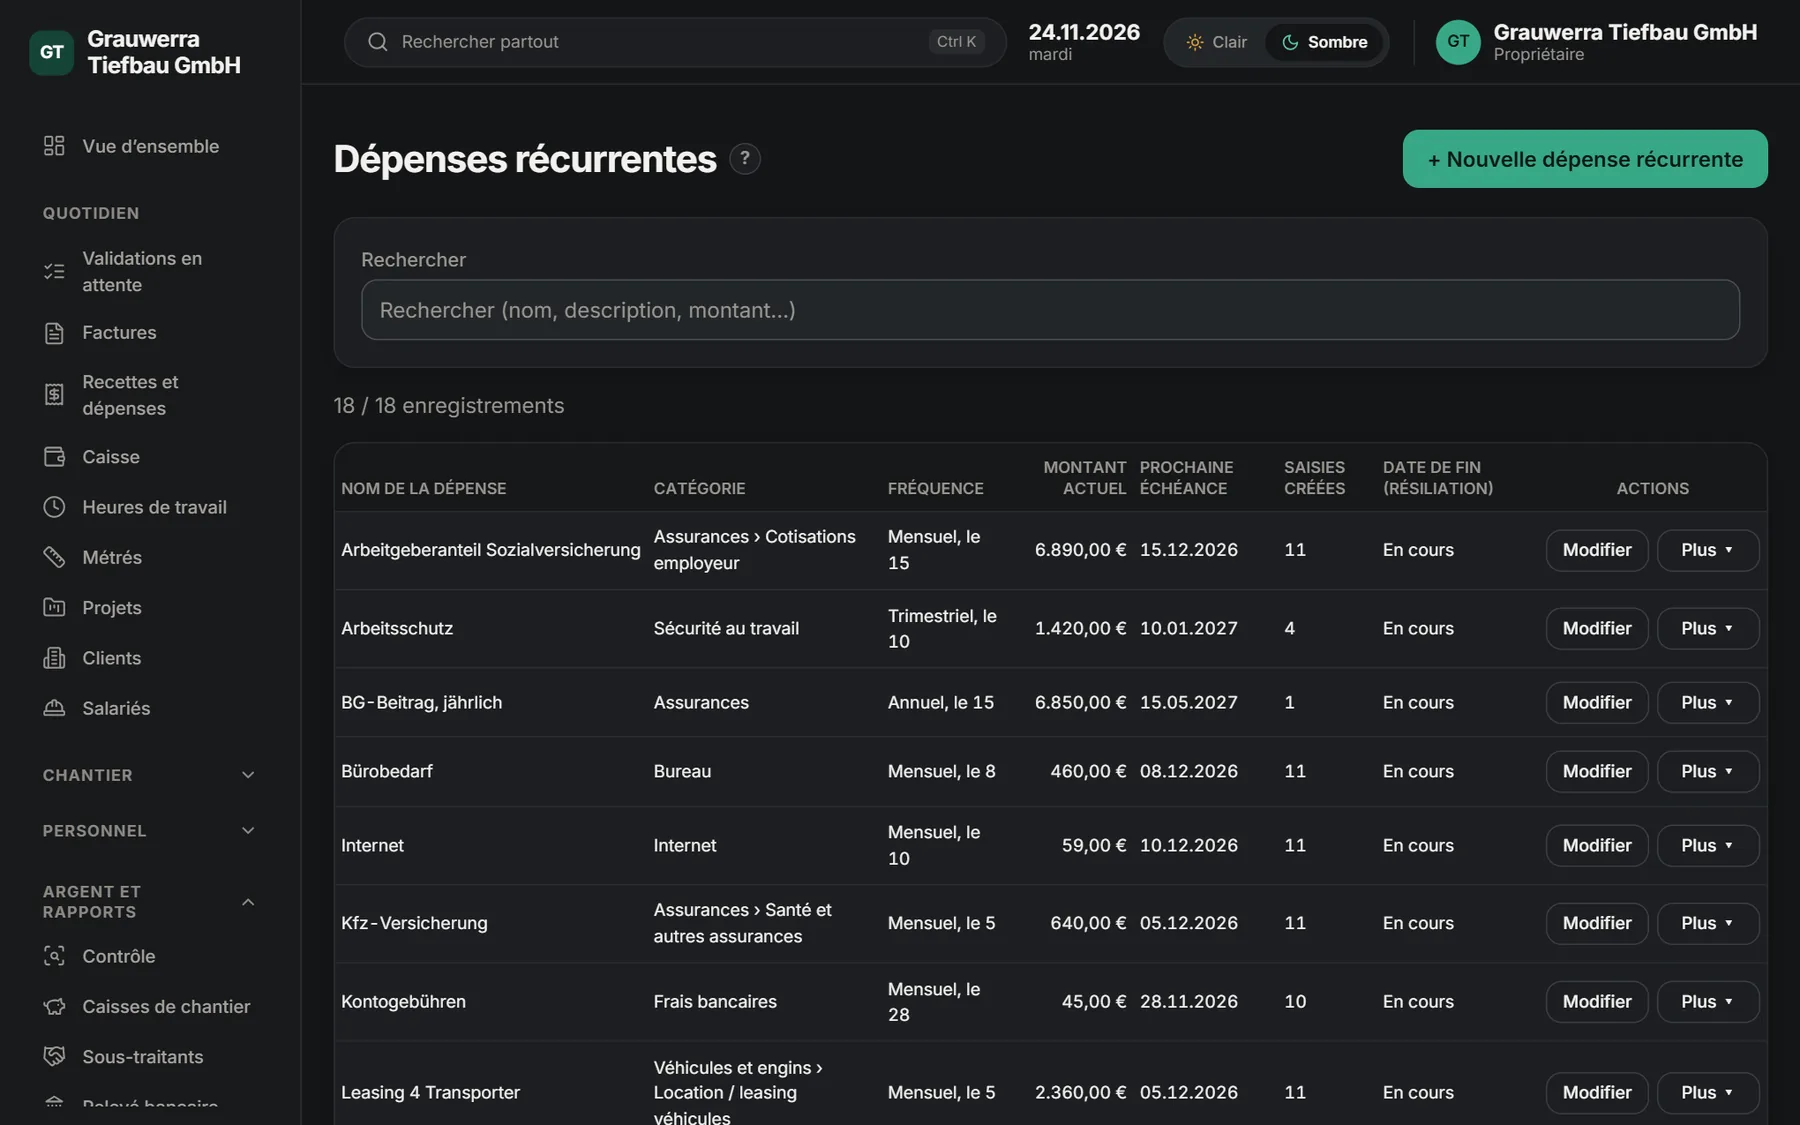 GT
Grauwerra
Tiefbau GmbH
Rechercher partout
Ctrl K
24.11.2026
mardi
Clair
Sombre
GT
Grauwerra Tiefbau GmbH
Propriétaire
Vue d’ensemble
QUOTIDIEN
Validations en
attente
Factures
Recettes et
dépenses
Caisse
Heures de travail
Métrés
Projets
Clients
Salariés
CHANTIER
PERSONNEL
ARGENT ET
RAPPORTS
Contrôle
Caisses de chantier
Sous-traitants
Relevé bancaire
Dépenses récurrentes
?
+ Nouvelle dépense récurrente
Rechercher
Rechercher (nom, description, montant...)
18 / 18 enregistrements
NOM DE LA DÉPENSE
CATÉGORIE
FRÉQUENCE
MONTANT
ACTUEL
PROCHAINE
ÉCHÉANCE
SAISIES
CRÉÉES
DATE DE FIN
(RÉSILIATION)
ACTIONS
Arbeitgeberanteil Sozialversicherung
Assurances › Cotisations
employeur
Mensuel, le
15
6.890,00 €
15.12.2026
11
En cours
Modifier
Plus ▼
Arbeitsschutz
Sécurité au travail
Trimestriel, le
10
1.420,00 €
10.01.2027
4
En cours
Modifier
Plus ▼
BG-Beitrag, jährlich
Assurances
Annuel, le 15
6.850,00 €
15.05.2027
1
En cours
Modifier
Plus ▼
Bürobedarf
Bureau
Mensuel, le 8
460,00 €
08.12.2026
11
En cours
Modifier
Plus ▼
Internet
Internet
Mensuel, le
10
59,00 €
10.12.2026
11
En cours
Modifier
Plus ▼
Kfz-Versicherung
Assurances › Santé et
autres assurances
Mensuel, le 5
640,00 €
05.12.2026
11
En cours
Modifier
Plus ▼
Kontogebühren
Frais bancaires
Mensuel, le
28
45,00 €
28.11.2026
10
En cours
Modifier
Plus ▼
Leasing 4 Transporter
Véhicules et engins ›
Location / leasing
véhicules
Mensuel, le 5
2.360,00 €
05.12.2026
11
En cours
Modifier
Plus ▼